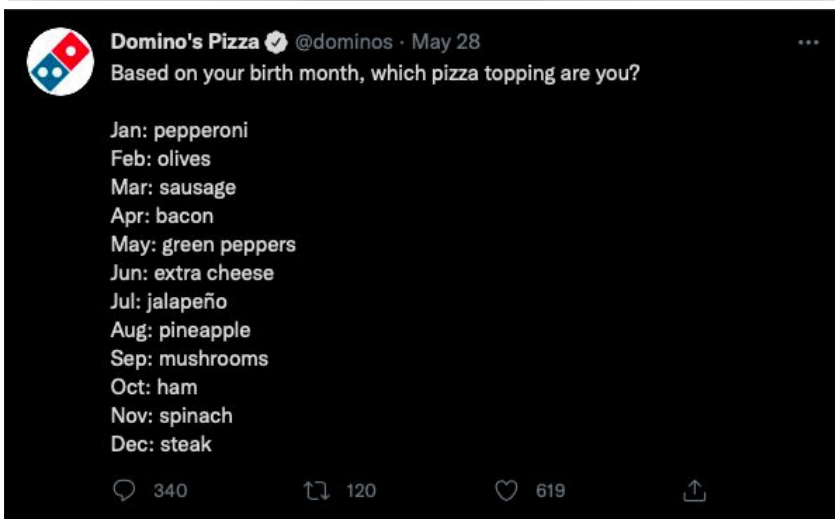 Domino's Pizza @dominos · May 28
Based on your birth month, which pizza topping are you?
Jan: pepperoni
Feb: olives
Mar: sausage
Apr: bacon
May: green peppers
Jun: extra cheese
Jul: jalapeño
Aug: pineapple
Sep: mushrooms
Oct: ham
Nov: spinach
Dec: steak
340 120 619